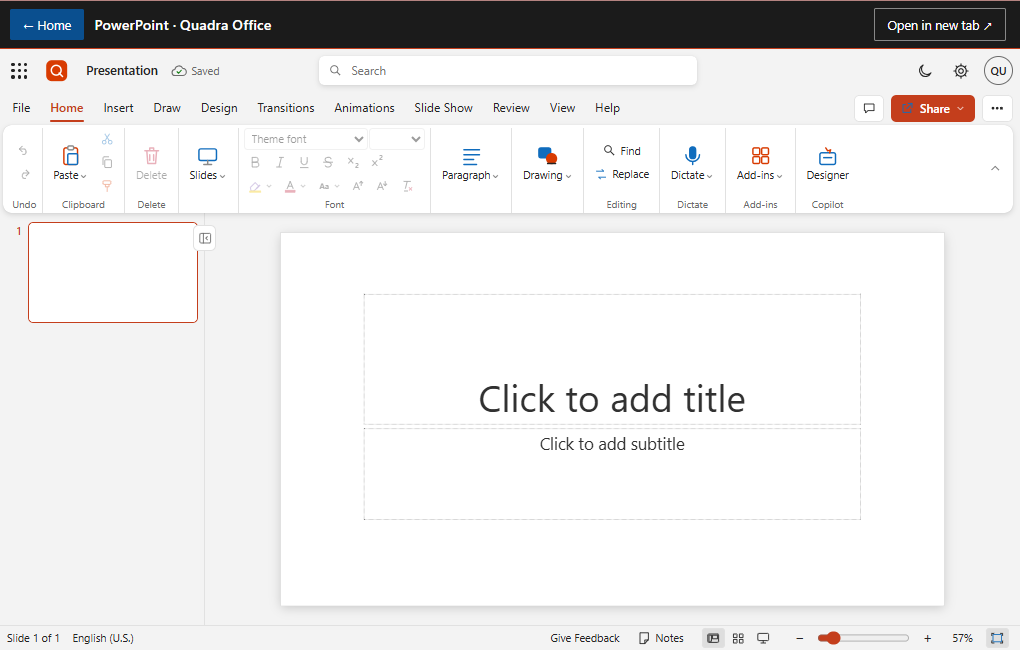 ← Home PowerPoint · Quadra Office Open in new tab ↗
Presentation Saved Search QU
File Home Insert Draw Design Transitions Animations Slide Show Review View Help Share
Theme font
Find
Paste Delete Slides Paragraph Drawing Replace Dictate Add-ins Designer
Undo Clipboard Delete Font Editing Dictate Add-ins Copilot
1
Click to add title
Click to add subtitle
Slide 1 of 1 English (U.S.) Give Feedback Notes − + 57%